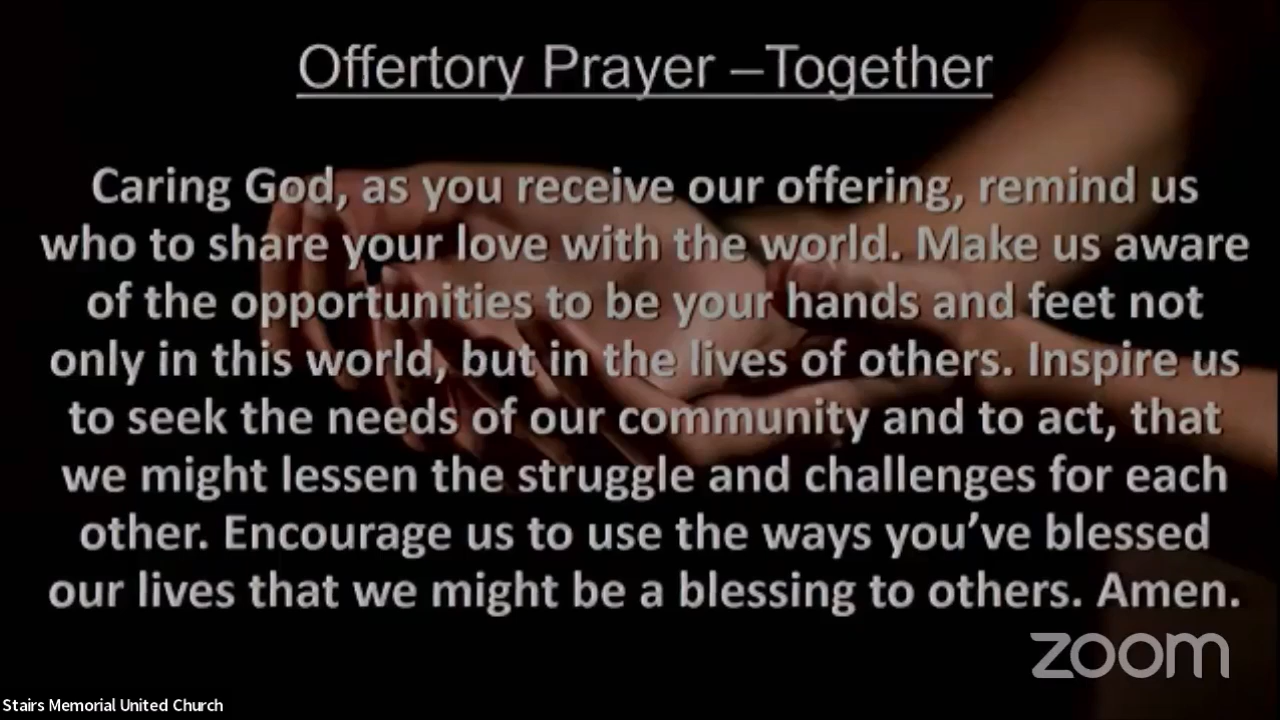 Offertory Prayer –Together
Caring God, as you receive our offering, remind us
who to share your love with the world. Make us aware
of the opportunities to be your hands and feet not
only in this world, but in the lives of others. Inspire us
to seek the needs of our community and to act, that
we might lessen the struggle and challenges for each
other. Encourage us to use the ways you’ve blessed
our lives that we might be a blessing to others. Amen.
zoom
Stairs Memorial United Church